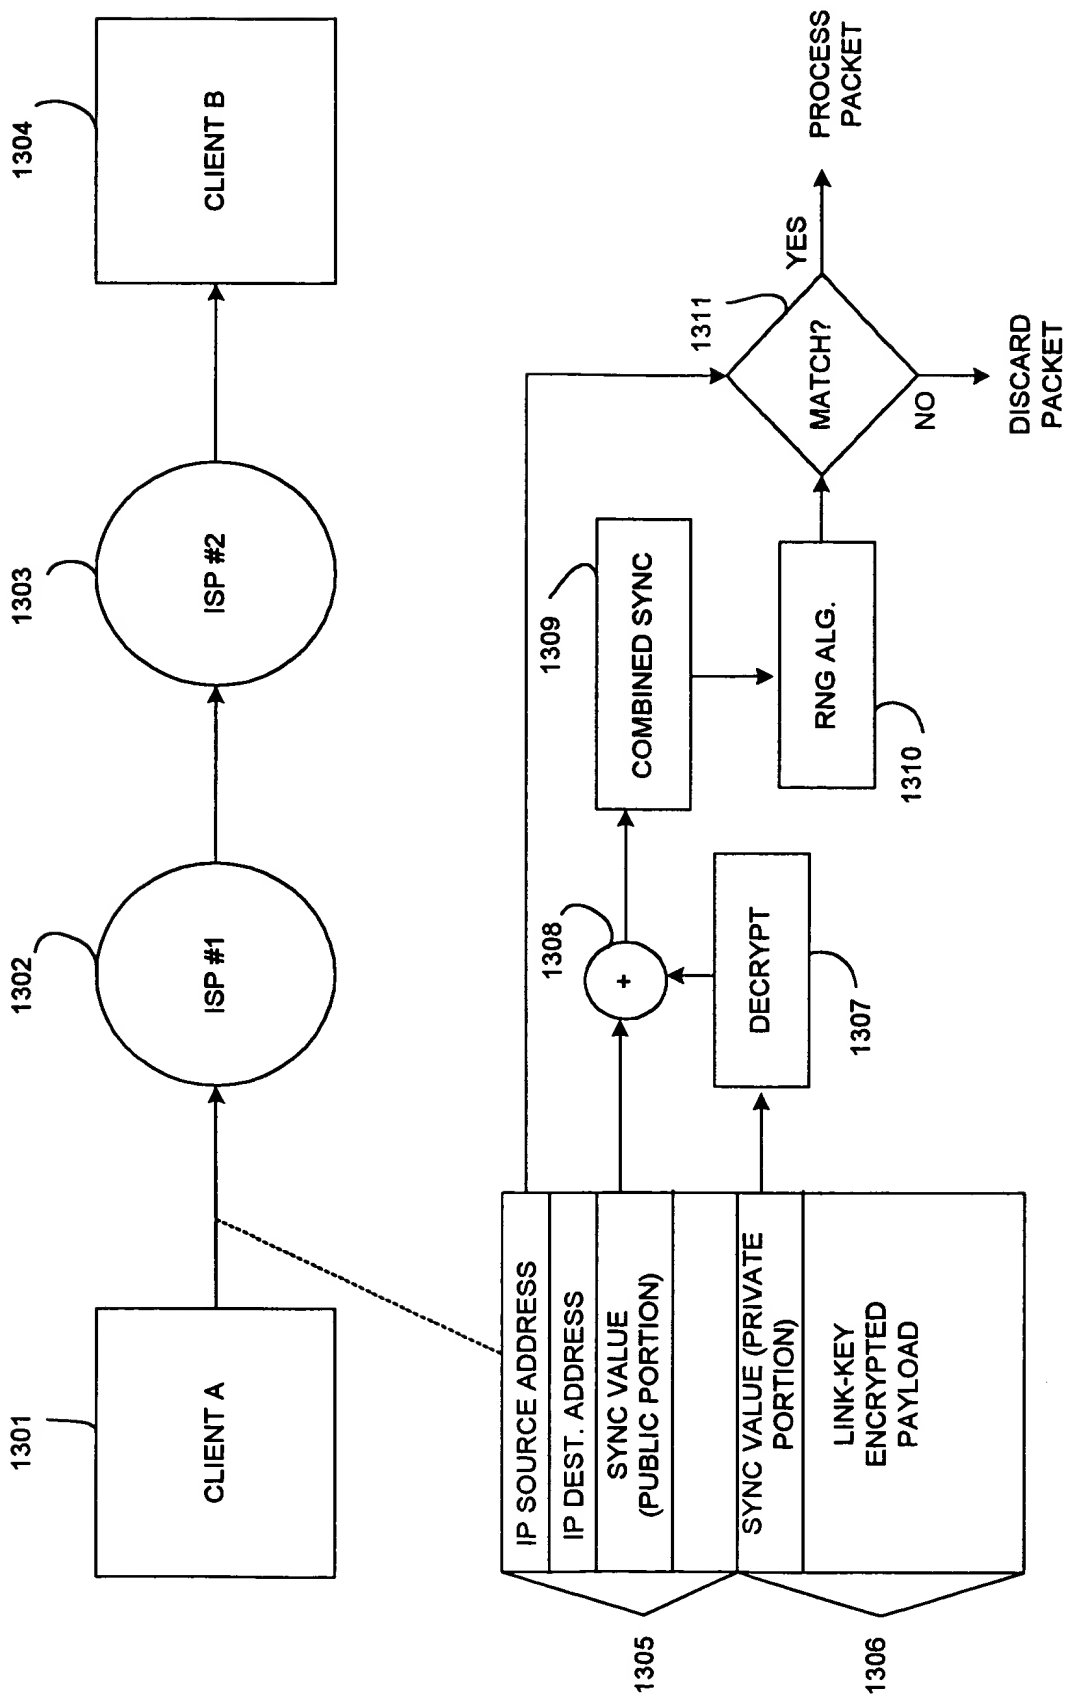 1301
CLIENT A
1302
ISP #1
1303
ISP #2
1304
CLIENT B
1305
IP SOURCE ADDRESS
IP DEST. ADDRESS
SYNC VALUE
(PUBLIC PORTION)
1306
SYNC VALUE (PRIVATE
PORTION)
LINK-KEY
ENCRYPTED
PAYLOAD
1308
+
DECRYPT
1307
1309
COMBINED SYNC
RNG ALG.
1310
1311
MATCH?
YES
PROCESS
PACKET
NO
DISCARD
PACKET